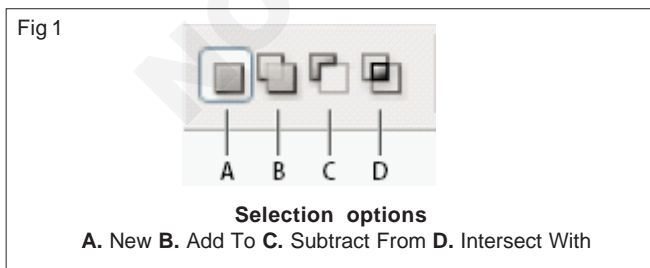 Fig 1
A B C D
Selection options
A. New B. Add To C. Subtract From D. Intersect With